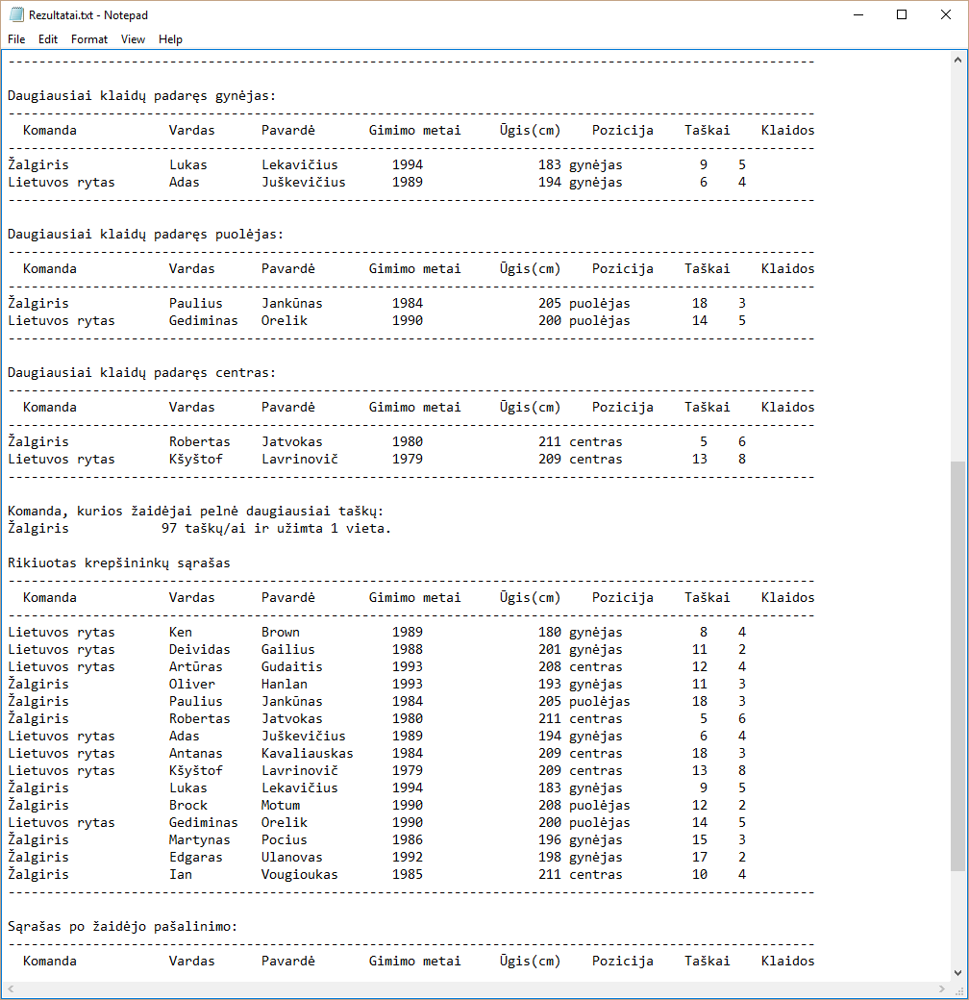 Rezultatai.txt - Notepad
File Edit Format View Help
---------------------------------------------------------------------------------------------------------
Daugiausiai klaidų padaręs gynėjas:
---------------------------------------------------------------------------------------------------------
Komanda Vardas Pavardė Gimimo metai Ūgis(cm) Pozicija Taškai Klaidos
---------------------------------------------------------------------------------------------------------
Žalgiris Lukas Lekavičius 1994 183 gynėjas 9 5
Lietuvos rytas Adas Juškevičius 1989 194 gynėjas 6 4
---------------------------------------------------------------------------------------------------------
Daugiausiai klaidų padaręs puolėjas:
---------------------------------------------------------------------------------------------------------
Komanda Vardas Pavardė Gimimo metai Ūgis(cm) Pozicija Taškai Klaidos
---------------------------------------------------------------------------------------------------------
Žalgiris Paulius Jankūnas 1984 205 puolėjas 18 3
Lietuvos rytas Gediminas Orelik 1990 200 puolėjas 14 5
---------------------------------------------------------------------------------------------------------
Daugiausiai klaidų padaręs centras:
---------------------------------------------------------------------------------------------------------
Komanda Vardas Pavardė Gimimo metai Ūgis(cm) Pozicija Taškai Klaidos
---------------------------------------------------------------------------------------------------------
Žalgiris Robertas Jatvokas 1980 211 centras 5 6
Lietuvos rytas Kšyštof Lavrinovič 1979 209 centras 13 8
---------------------------------------------------------------------------------------------------------
Komanda, kurios žaidėjai pelnė daugiausiai taškų:
Žalgiris 97 taškų/ai ir užimta 1 vieta.
Rikiuotas krepšininkų sąrašas
---------------------------------------------------------------------------------------------------------
Komanda Vardas Pavardė Gimimo metai Ūgis(cm) Pozicija Taškai Klaidos
---------------------------------------------------------------------------------------------------------
Lietuvos rytas Ken Brown 1989 180 gynėjas 8 4
Lietuvos rytas Deividas Gailius 1988 201 gynėjas 11 2
Lietuvos rytas Artūras Gudaitis 1993 208 centras 12 4
Žalgiris Oliver Hanlan 1993 193 gynėjas 11 3
Žalgiris Paulius Jankūnas 1984 205 puolėjas 18 3
Žalgiris Robertas Jatvokas 1980 211 centras 5 6
Lietuvos rytas Adas Juškevičius 1989 194 gynėjas 6 4
Lietuvos rytas Antanas Kavaliauskas 1984 209 centras 18 3
Lietuvos rytas Kšyštof Lavrinovič 1979 209 centras 13 8
Žalgiris Lukas Lekavičius 1994 183 gynėjas 9 5
Žalgiris Brock Motum 1990 208 puolėjas 12 2
Lietuvos rytas Gediminas Orelik 1990 200 puolėjas 14 5
Žalgiris Martynas Pocius 1986 196 gynėjas 15 3
Žalgiris Edgaras Ulanovas 1992 198 gynėjas 17 2
Žalgiris Ian Vougioukas 1985 211 centras 10 4
---------------------------------------------------------------------------------------------------------
Sąrašas po žaidėjo pašalinimo:
---------------------------------------------------------------------------------------------------------
Komanda Vardas Pavardė Gimimo metai Ūgis(cm) Pozicija Taškai Klaidos